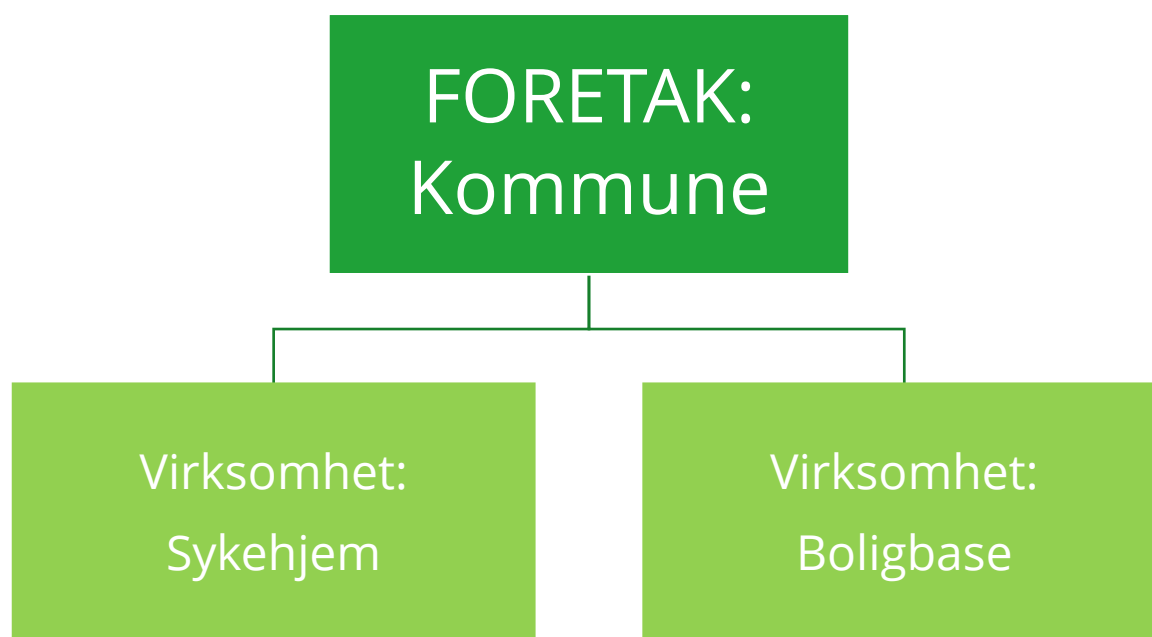 FORETAK:
Kommune
Virksomhet:
Sykehjem
Virksomhet:
Boligbase